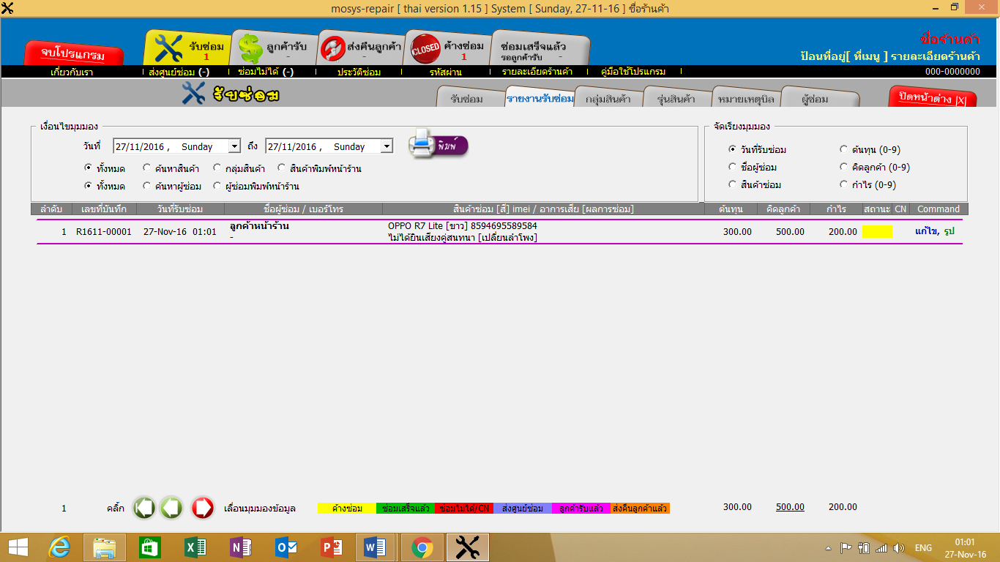 mosys-repair [ thai version 1.15 ] System [ Sunday, 27-11-16 ] ชื่อร้านค้า
จบโปรแกรม
รับซ่อม
1
ลูกค้ารับ
-
ส่งคืนลูกค้า
-
CLOSED
ค้างซ่อม
1
ซ่อมเสร็จแล้ว
รอลูกค้ารับ -
ชื่อร้านค้า
ป้อนที่อยู่[ ที่เมนู ] รายละเอียดร้านค้า
เกี่ยวกับเรา | ส่งศูนย์ซ่อม (-) | ซ่อมไม่ได้ (-) | ประวัติซ่อม | รหัสผ่าน | รายละเอียดร้านค้า | คู่มือใช้โปรแกรม | 000-0000000
รับซ่อม
รับซ่อม รายงานรับซ่อม กลุ่มสินค้า รุ่นสินค้า หมายเหตุบิล ผู้ซ่อม
ปิดหน้าต่าง |X|
เงื่อนไขมุมมอง
วันที่ 27/11/2016 , Sunday ถึง 27/11/2016 , Sunday พิมพ์
ทั้งหมด ค้นหาสินค้า กลุ่มสินค้า สินค้าพิมพ์หน้าร้าน
ทั้งหมด ค้นหาผู้ซ่อม ผู้ซ่อมพิมพ์หน้าร้าน
จัดเรียงมุมมอง
วันที่รับซ่อม ต้นทุน (0-9)
ชื่อผู้ซ่อม คิดลูกค้า (0-9)
สินค้าซ่อม กำไร (0-9)
ลำดับ เลขที่บันทึก วันที่รับซ่อม ชื่อผู้ซ่อม / เบอร์โทร สินค้าซ่อม [สี] imei / อาการเสีย [ผลการซ่อม] ต้นทุน คิดลูกค้า กำไร สถานะ CN Command
1 R1611-00001 27-Nov-16 01:01 ลูกค้าหน้าร้าน OPPO R7 Lite [ขาว] 8594695589584 300.00 500.00 200.00 แก้ไข, รูป
- ไม่ได้ยินเสียงคู่สนทนา [เปลี่ยนลำโพง]
1 คลิ๊ก เลื่อนมุมมองข้อมูล ค้างซ่อม ซ่อมเสร็จแล้ว ซ่อมไม่ได้/CN ส่งศูนย์ซ่อม ลูกค้ารับแล้ว ส่งคืนลูกค้าแล้ว 300.00 500.00 200.00
ENG
01:01
27-Nov-16